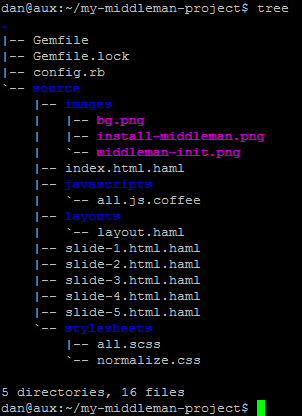 dan@aux:~/my-middleman-project$ tree
.
|-- Gemfile
|-- Gemfile.lock
|-- config.rb
`-- source
    |-- images
    |   |-- bg.png
    |   |-- install-middleman.png
    |   `-- middleman-init.png
    |-- index.html.haml
    |-- javascripts
    |   `-- all.js.coffee
    |-- layouts
    |   `-- layout.haml
    |-- slide-1.html.haml
    |-- slide-2.html.haml
    |-- slide-3.html.haml
    |-- slide-4.html.haml
    |-- slide-5.html.haml
    `-- stylesheets
        |-- all.scss
        `-- normalize.css

5 directories, 16 files
dan@aux:~/my-middleman-project$